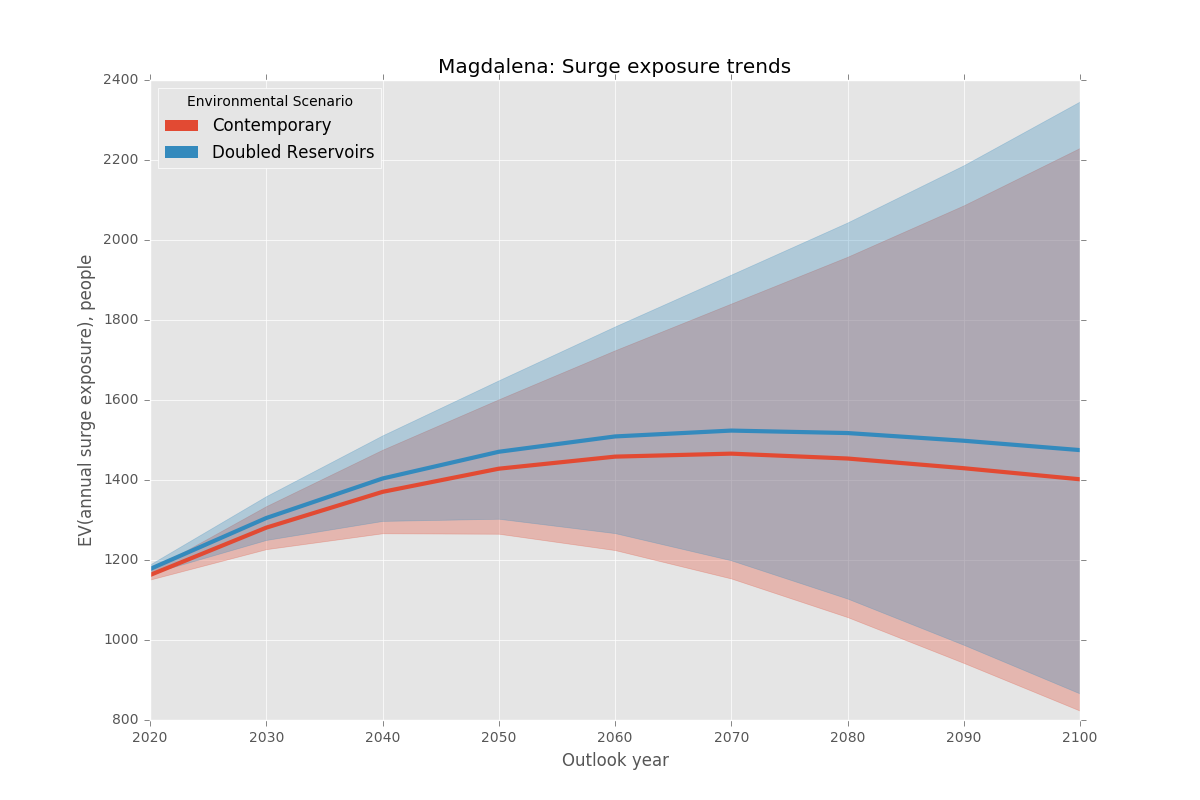 Magdalena: Surge exposure trends
Environmental Scenario
Contemporary
Doubled Reservoirs
EV(annual surge exposure), people
2400
2200
2000
1800
1600
1400
1200
1000
800
2020 2030 2040 2050 2060 2070 2080 2090 2100
Outlook year